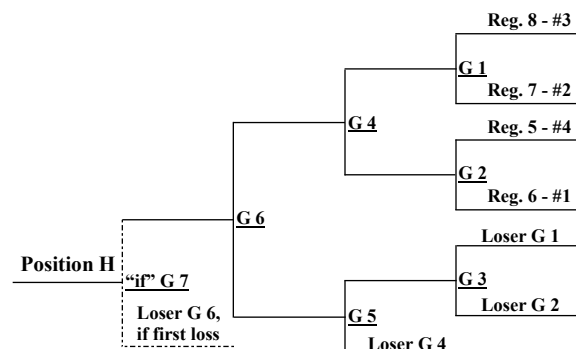 Reg. 8 - #3
G 1
Reg. 7 - #2
G 4
Reg. 5 - #4
G 2
Reg. 6 - #1
G 6
Loser G 1
Position H
"if" G 7
G 3
Loser G 6,
if first loss
G 5
Loser G 2
Loser G 4